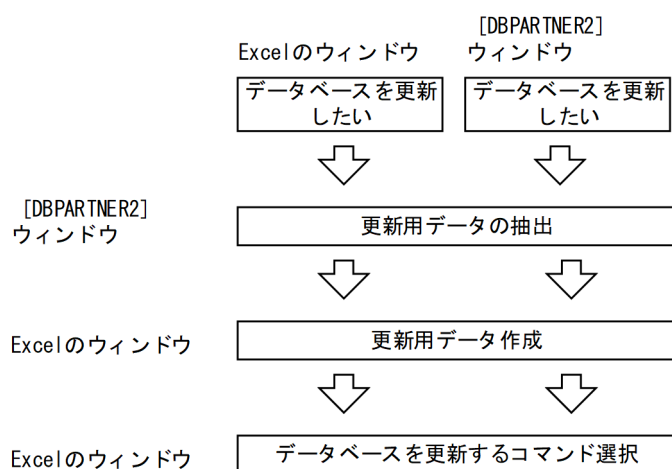 [DBPARTNER2]
Excelのウィンドウ
ウィンドウ
データベースを更新
したい
データベースを更新
したい
[DBPARTNER2]
ウィンドウ
更新用データの抽出
Excelのウィンドウ
更新用データ作成
Excelのウィンドウ
データベースを更新するコマンド選択